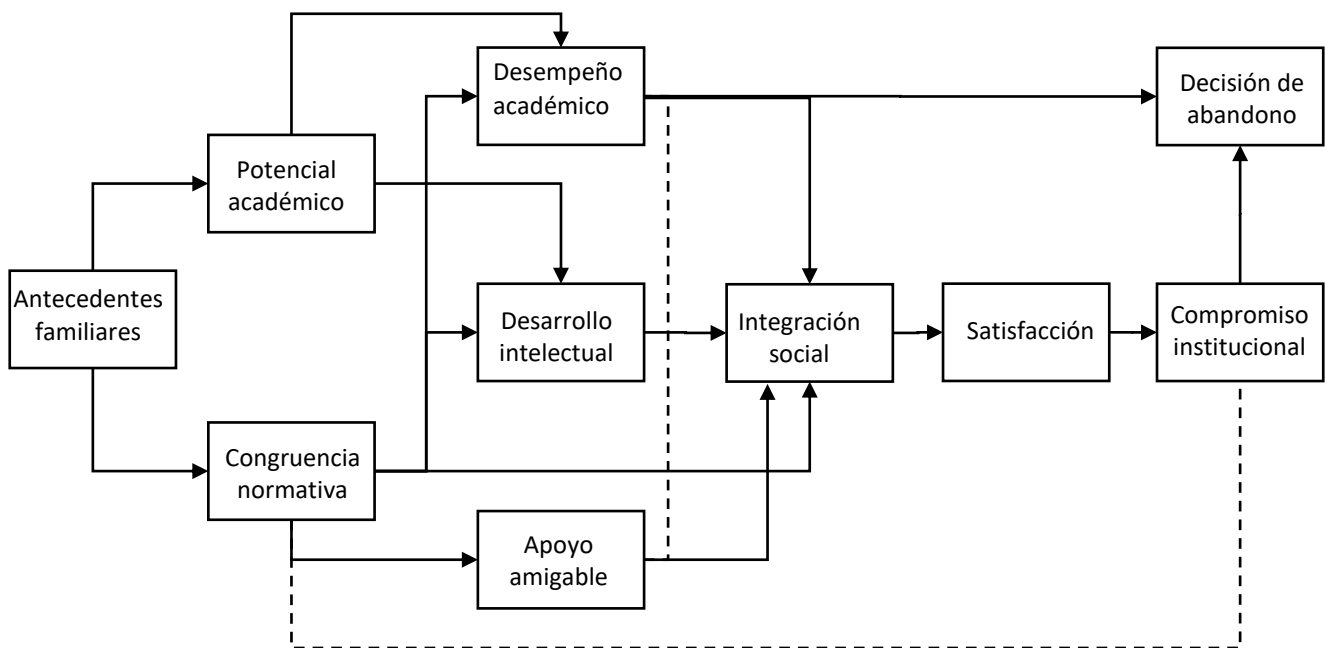 Desempeño
académico
Decisión de
abandono
Potencial
académico
Antecedentes
familiares
Desarrollo
intelectual
Integración
social
Satisfacción
Compromiso
institucional
Congruencia
normativa
Apoyo
amigable